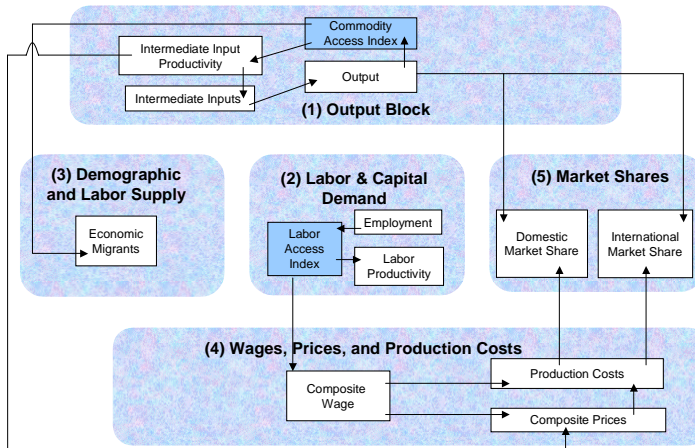 Commodity
Access Index
Intermediate Input
Productivity
Output
Intermediate Inputs
(1) Output Block
(3) Demographic
and Labor Supply
Economic
Migrants
(2) Labor & Capital
Demand
Employment
Labor
Access
Index
Labor
Productivity
(5) Market Shares
Domestic
Market Share
International
Market Share
(4) Wages, Prices, and Production Costs
Composite
Wage
Production Costs
Composite Prices